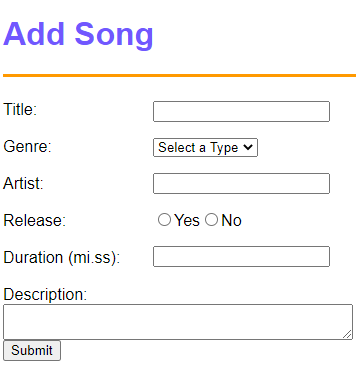 Add Song
Title:
Genre: Select a Type
Artist:
Release: Yes No
Duration (mi.ss):
Description:
Submit